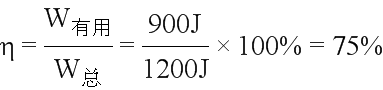 η = W有用 / W总 = 900J / 1200J × 100% = 75%